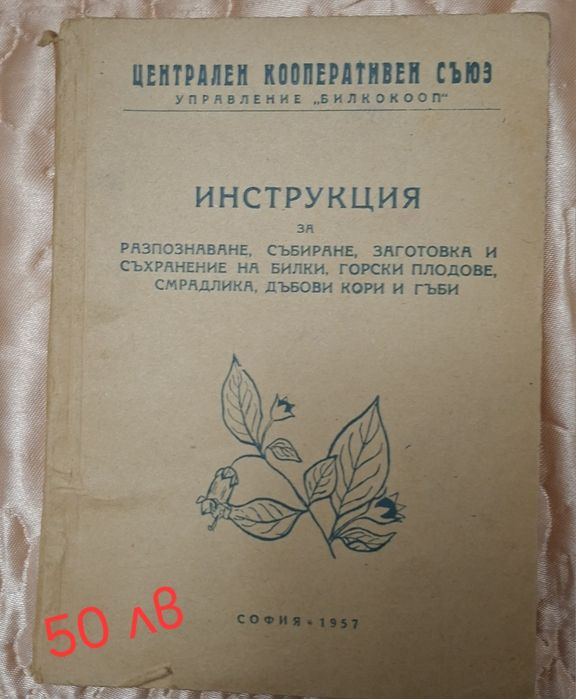 ЦЕНТРАЛЕН КООПЕРАТИВЕН СЪЮЗ
УПРАВЛЕНИЕ „БИЛКОКООП“
ИНСТРУКЦИЯ
ЗА
РАЗПОЗНАВАНЕ, СЪБИРАНЕ, ЗАГОТОВКА И
СЪХРАНЕНИЕ НА БИЛКИ, ГОРСКИ ПЛОДОВЕ,
СМРАДЛИКА, ДЪБОВИ КОРИ И ГЪБИ
50 лв
СОФИЯ • 1957